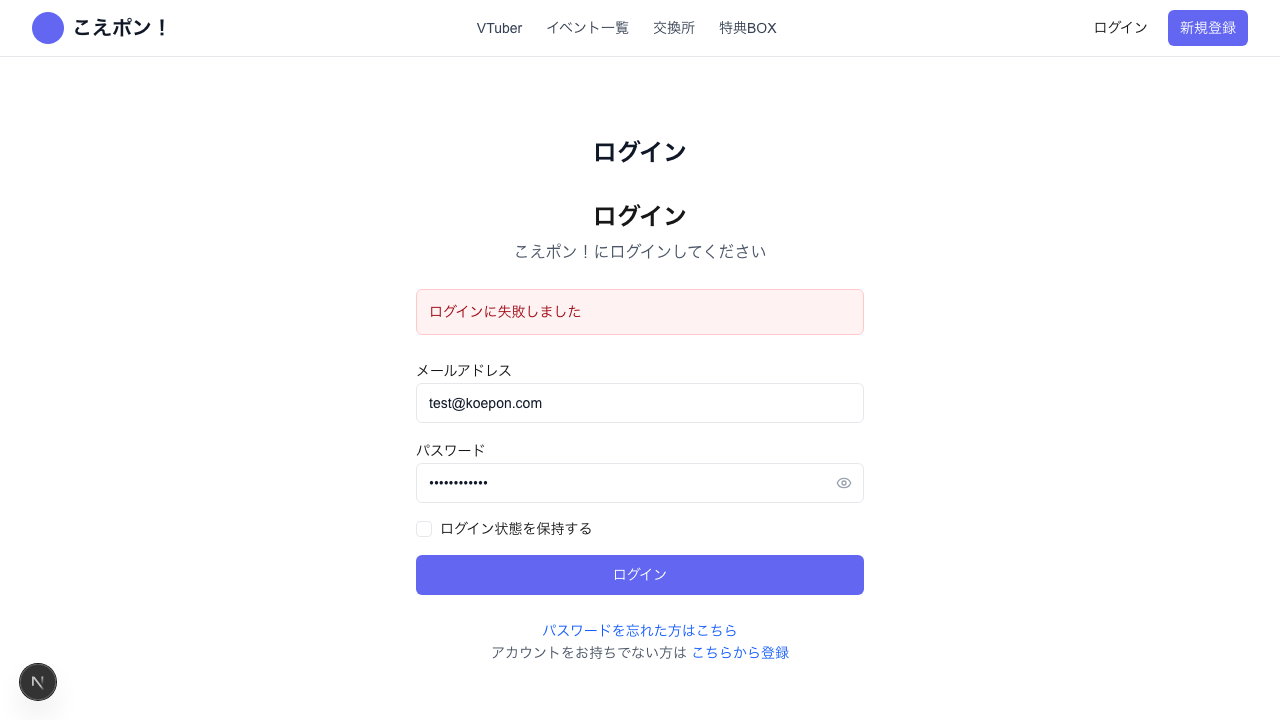 こえポン！
VTuber イベント一覧 交換所 特典BOX
ログイン 新規登録
ログイン
ログイン
こえポン！にログインしてください
ログインに失敗しました
メールアドレス
test@koepon.com
パスワード
••••••••••••
ログイン状態を保持する
ログイン
パスワードを忘れた方はこちら
アカウントをお持ちでない方は こちらから登録
N